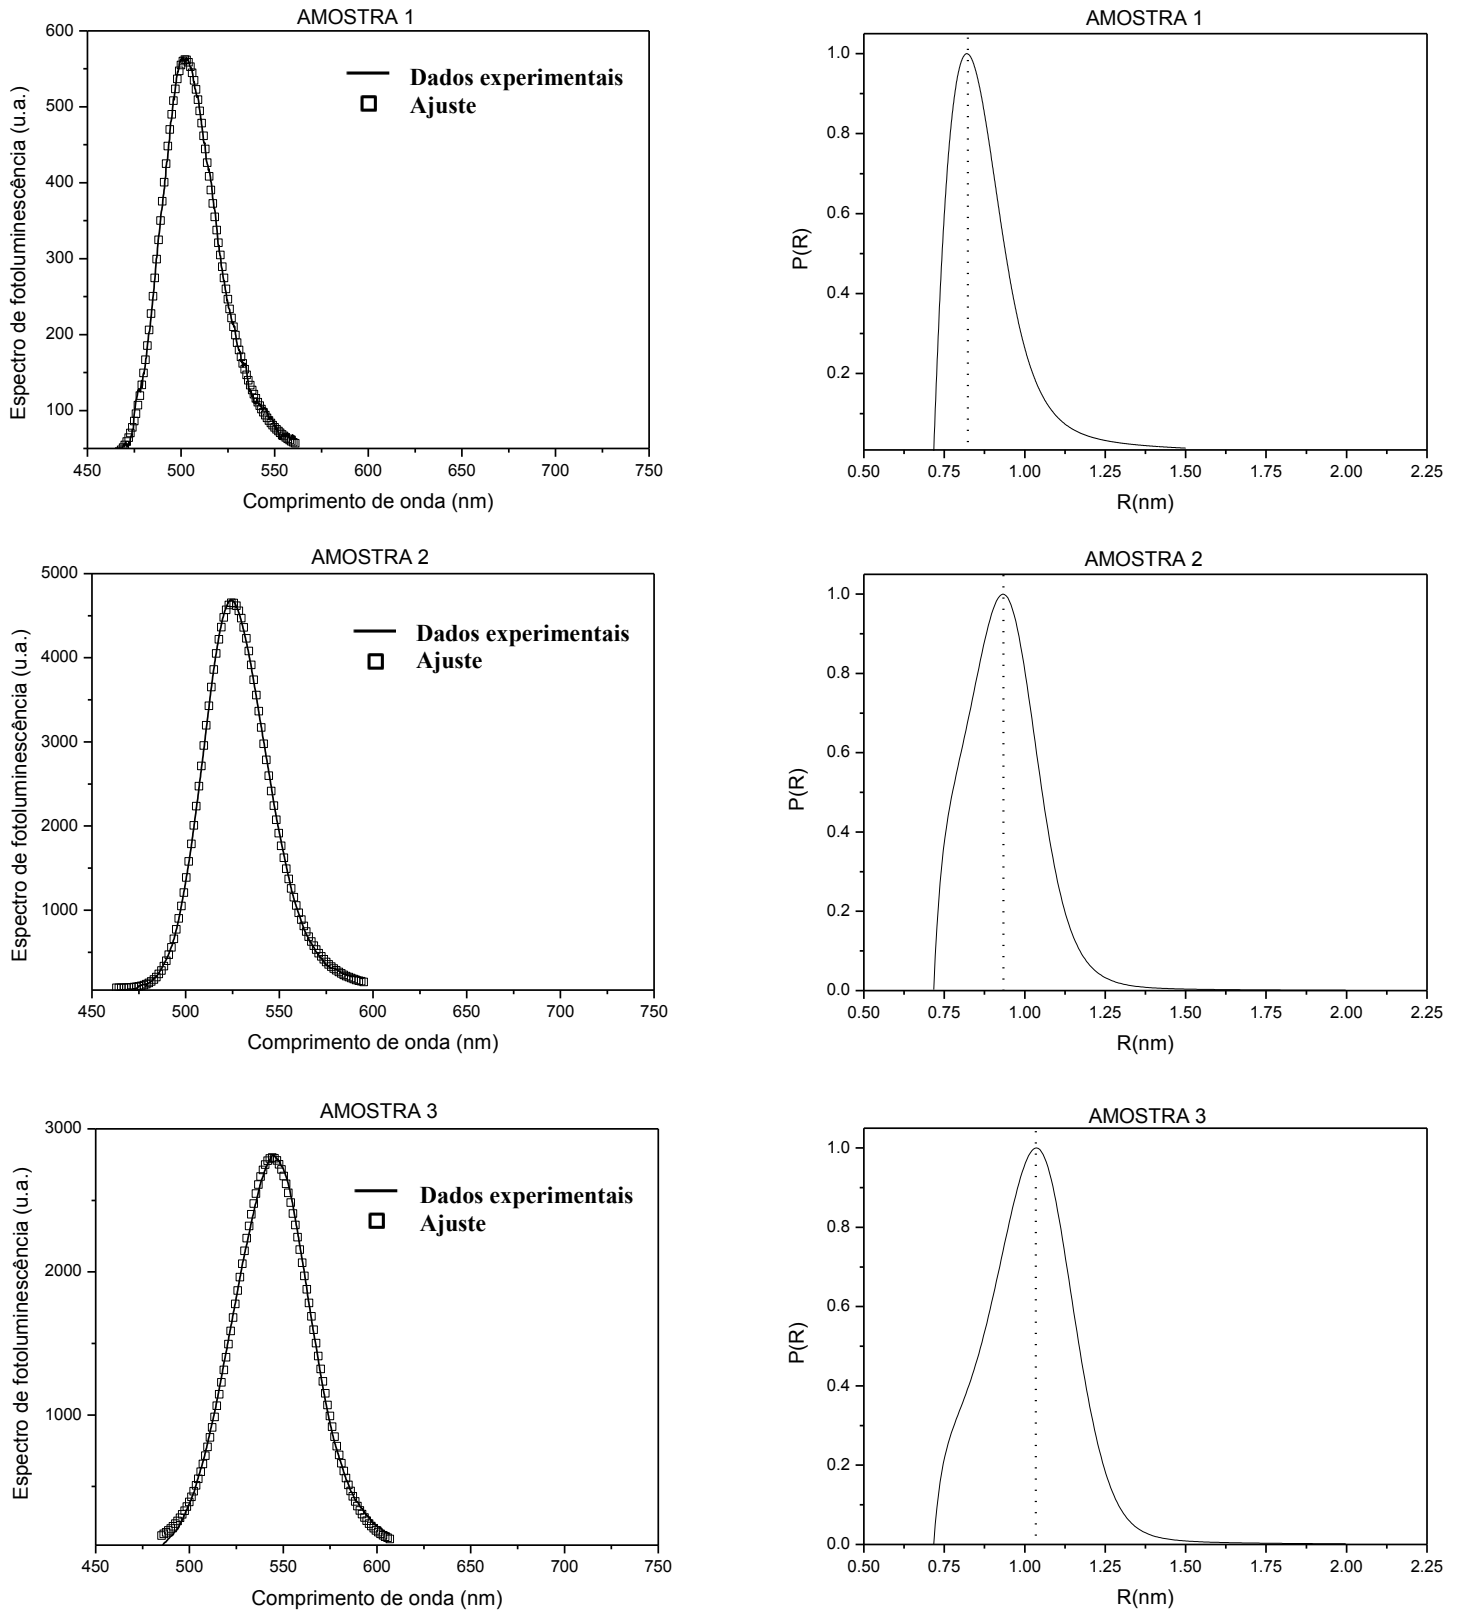 AMOSTRA 1
600
500
400
300
200
100
Espectro de fotoluminescência (u.a.)
Dados experimentais
Ajuste
450 500 550 600 650 700 750
Comprimento de onda (nm)
AMOSTRA 1
1.0
0.8
0.6
0.4
0.2
P(R)
0.50 0.75 1.00 1.25 1.50 1.75 2.00 2.25
R(nm)
AMOSTRA 2
5000
4000
3000
2000
1000
Espectro de fotoluminescência (u.a.)
Dados experimentais
Ajuste
450 500 550 600 650 700 750
Comprimento de onda (nm)
AMOSTRA 2
1.0
0.8
0.6
0.4
0.2
0.0
P(R)
0.50 0.75 1.00 1.25 1.50 1.75 2.00 2.25
R(nm)
AMOSTRA 3
3000
2000
1000
Espectro de fotoluminescência (u.a.)
Dados experimentais
Ajuste
450 500 550 600 650 700 750
Comprimento de onda (nm)
AMOSTRA 3
1.0
0.8
0.6
0.4
0.2
0.0
P(R)
0.50 0.75 1.00 1.25 1.50 1.75 2.00 2.25
R(nm)